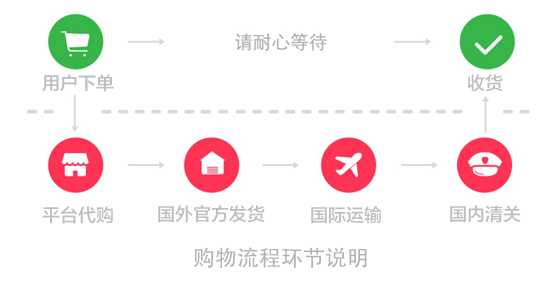 请耐心等待
用户下单
收货
平台代购
国外官方发货
国际运输
国内清关
购物流程环节说明